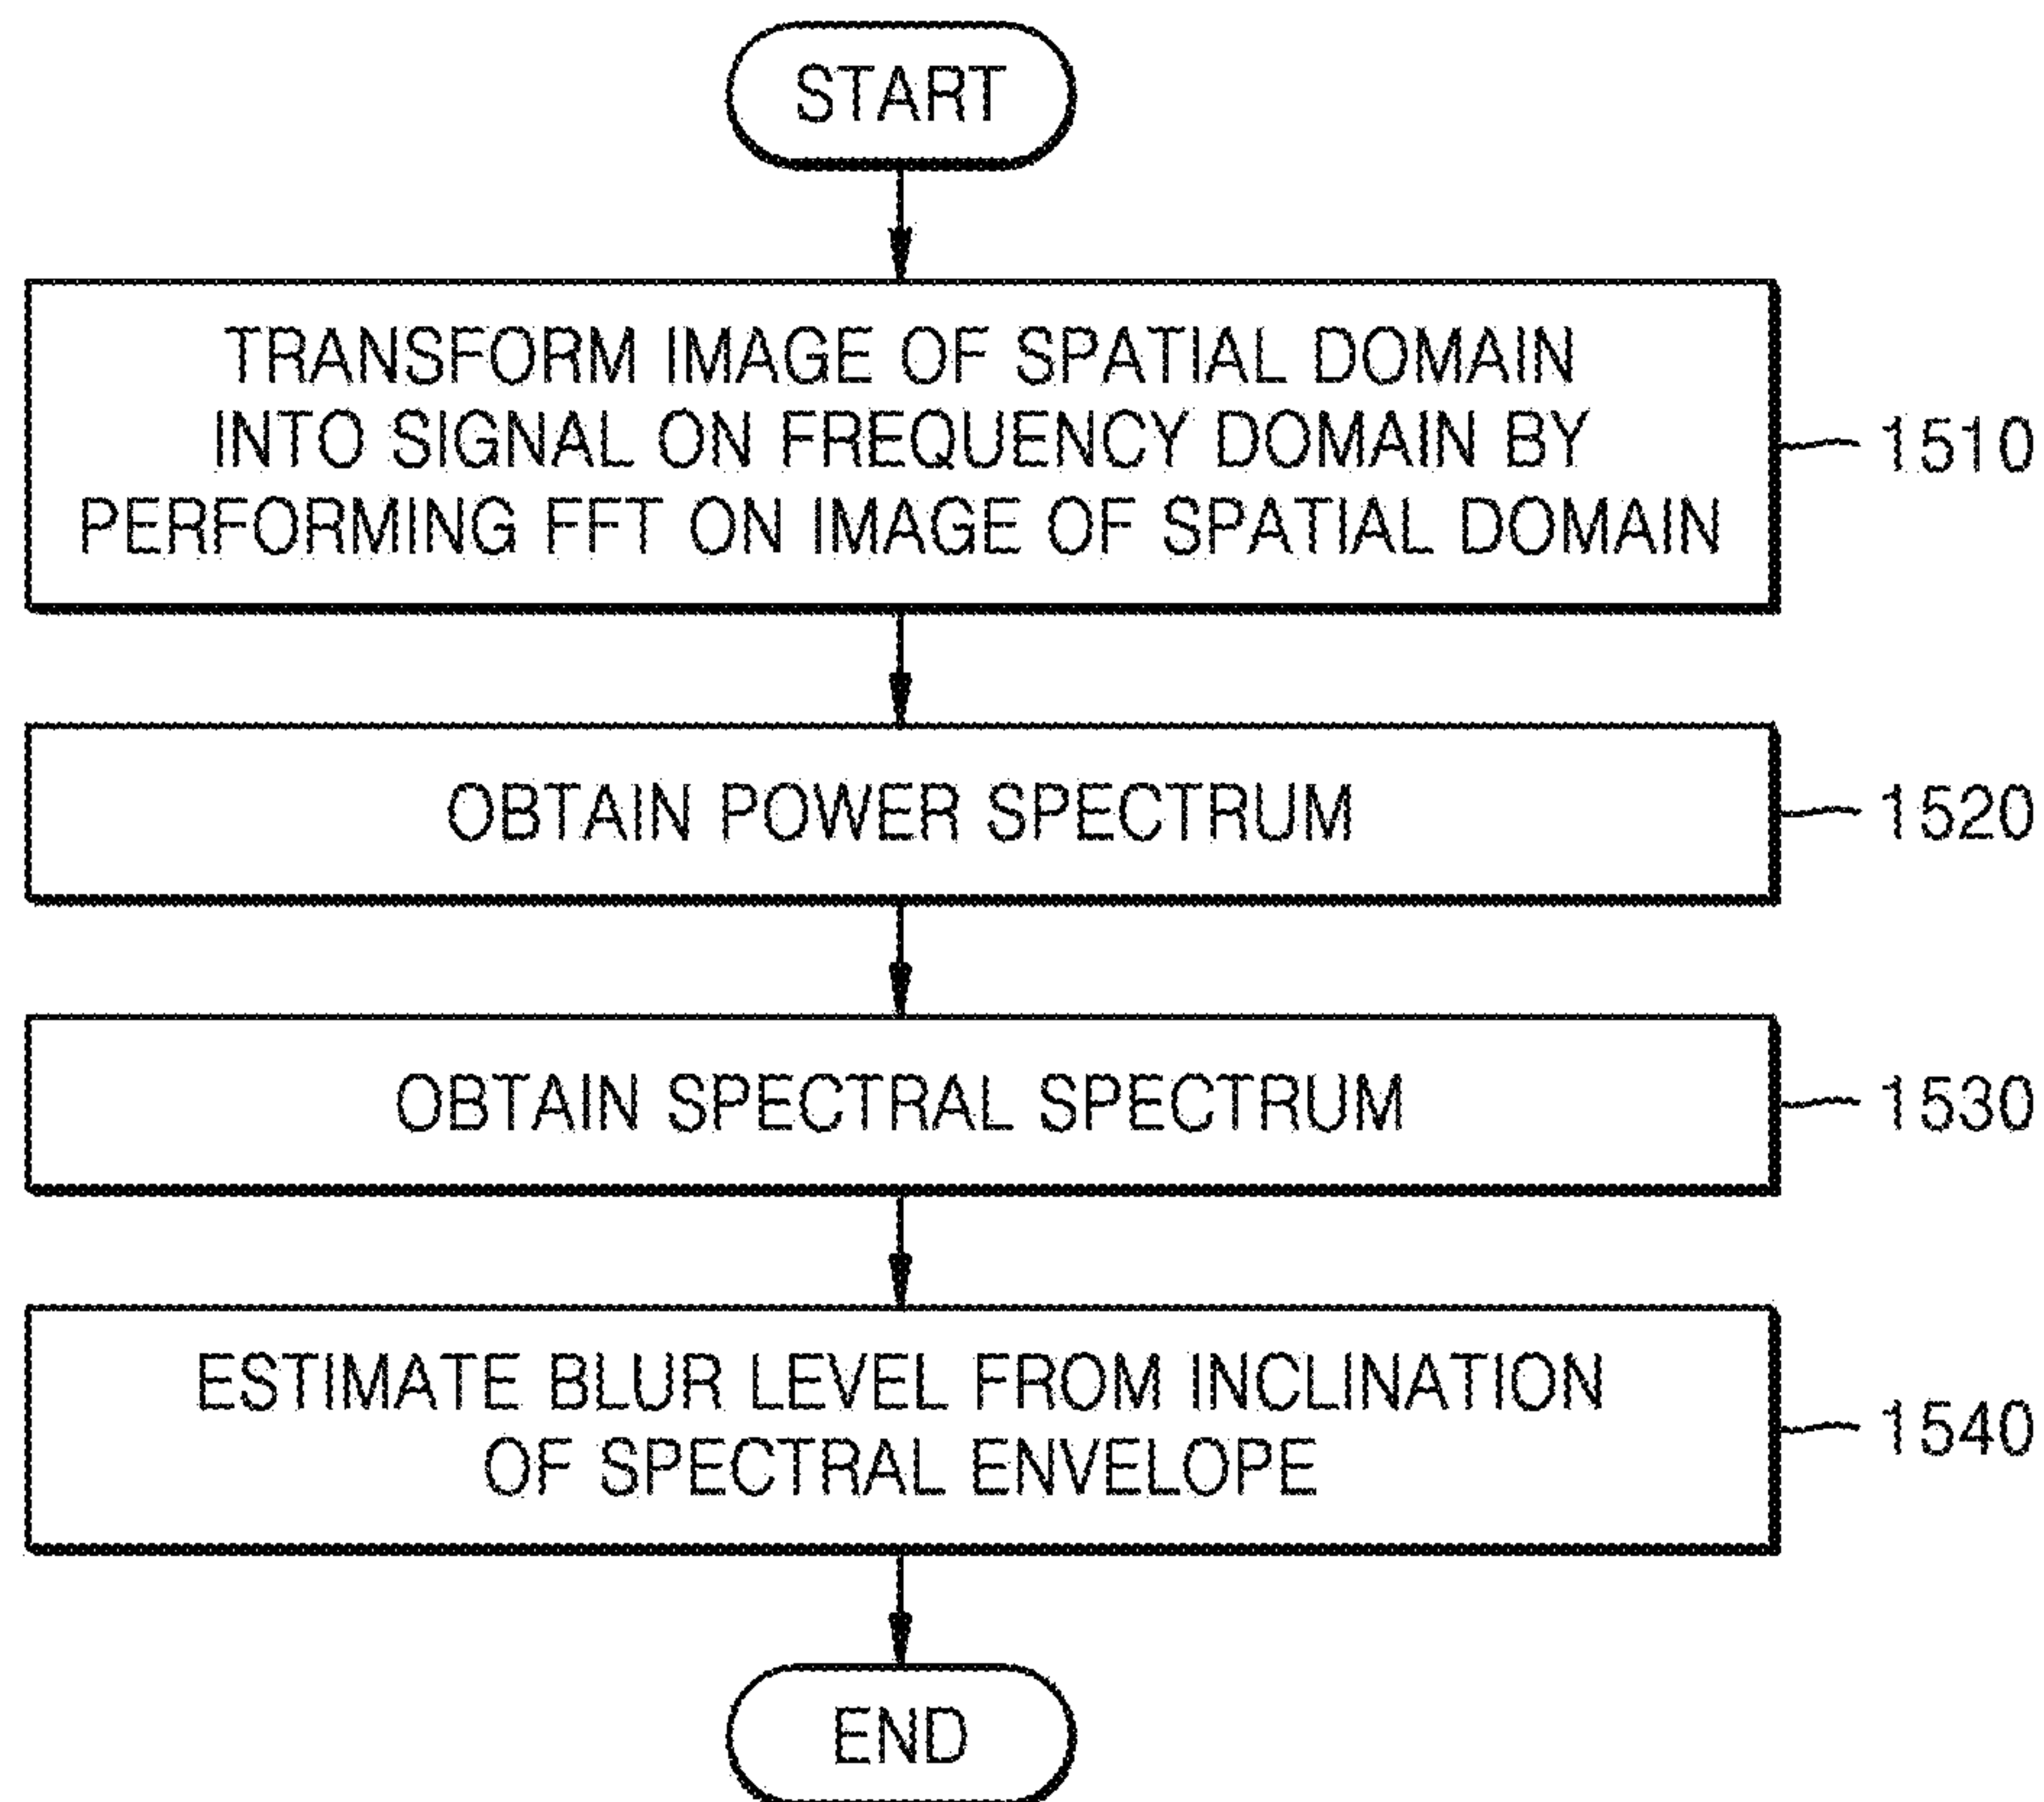 START
TRANSFORM IMAGE OF SPATIAL DOMAIN
INTO SIGNAL ON FREQUENCY DOMAIN BY
PERFORMING FFT ON IMAGE OF SPATIAL DOMAIN
1510
OBTAIN POWER SPECTRUM
1520
OBTAIN SPECTRAL SPECTRUM
1530
ESTIMATE BLUR LEVEL FROM INCLINATION
OF SPECTRAL ENVELOPE
1540
END